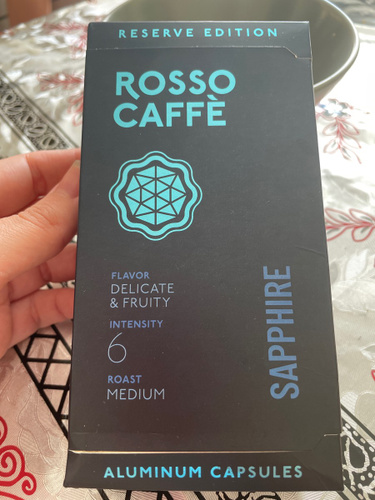 RESERVE EDITION
ROSSO
CAFFÈ
FLAVOR
DELICATE
& FRUITY
INTENSITY
6
ROAST
MEDIUM
SAPPHIRE
ALUMINUM CAPSULES